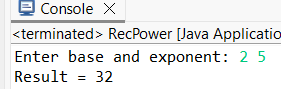 Console
<terminated> RecPower [Java Applicatio
Enter base and exponent: 2 5
Result = 32